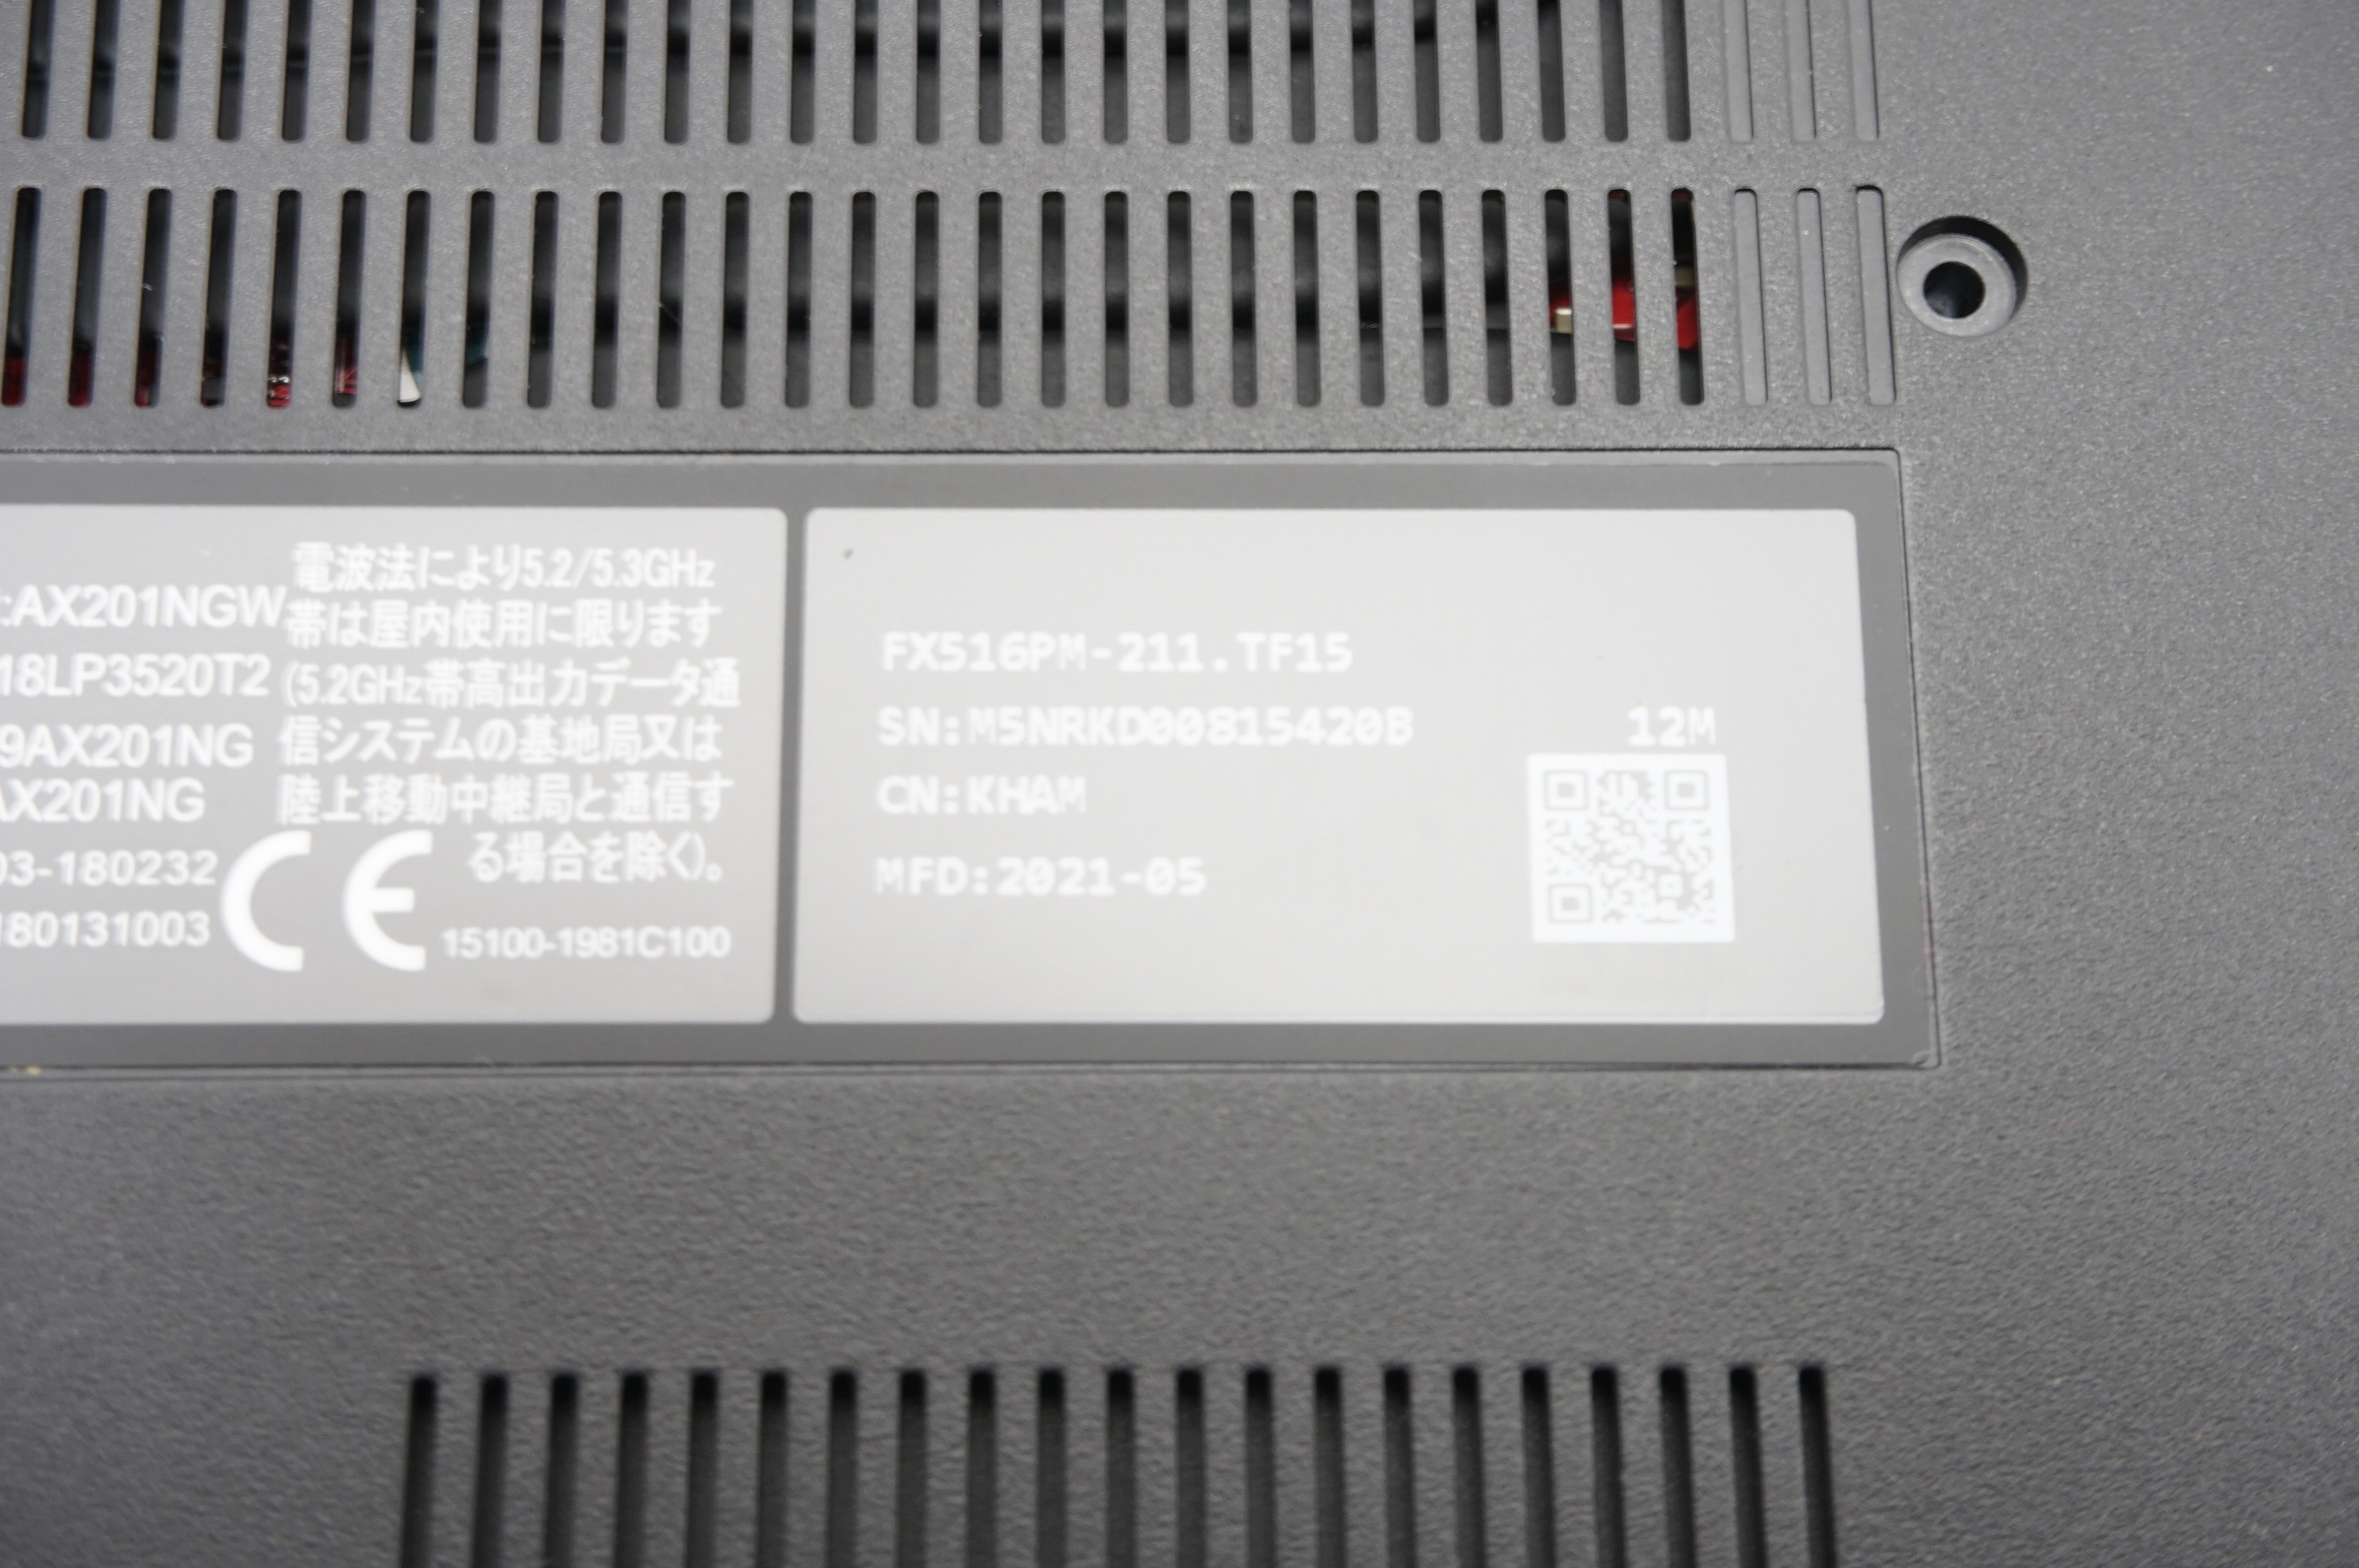 :AX201NGW
18LP3520T2
9AX201NG
AX201NG
03-180232
180131003
電波法により5.2/5.3GHz
帯は屋内使用に限ります
(5.2GHz帯高出力データ通
信システムの基地局又は
陸上移動中継局と通信す
る場合を除く)。
CE
15100-1981C100
FX516PM-211.TF15
SN:M5NRKD00815420B
12M
CN:KHAM
MFD:2021-05